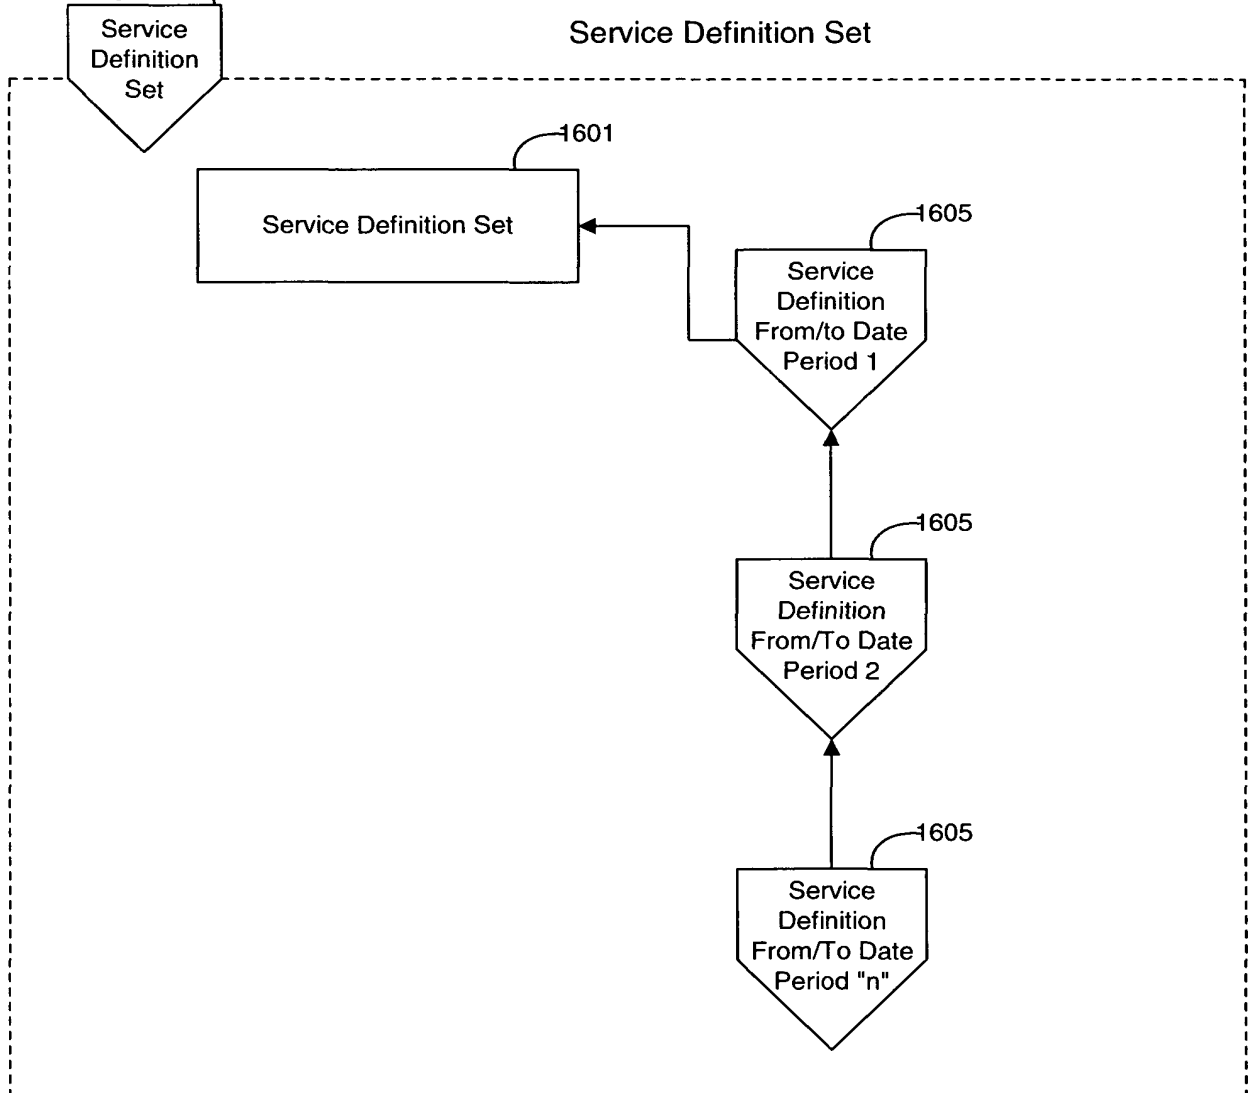 Service
Definition
Set
Service Definition Set
1601
Service Definition Set
1605
Service
Definition
From/to Date
Period 1
1605
Service
Definition
From/To Date
Period 2
1605
Service
Definition
From/To Date
Period "n"